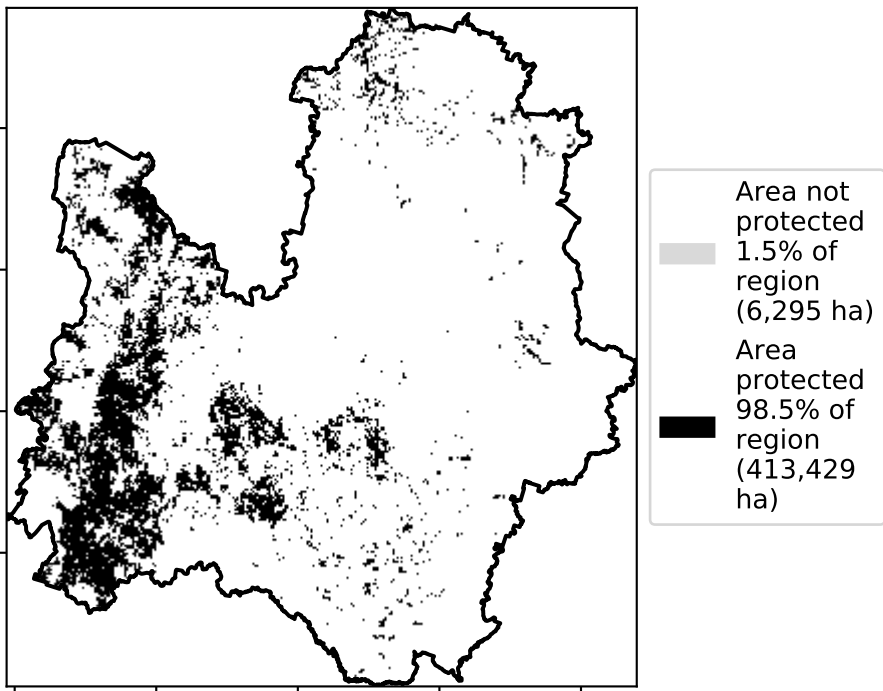 Area not
protected
1.5% of
region
(6,295 ha)
Area
protected
98.5% of
region
(413,429
ha)